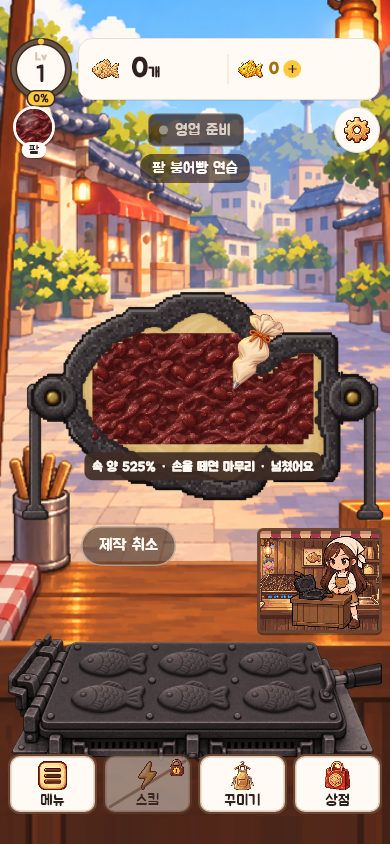 Lv
1
0%
팥
0개
0
+
영업 준비
팥 붕어빵 연습
속 양 525% · 손을 떼면 마무리 · 넘쳤어요
제작 취소
메뉴
스킬
꾸미기
상점